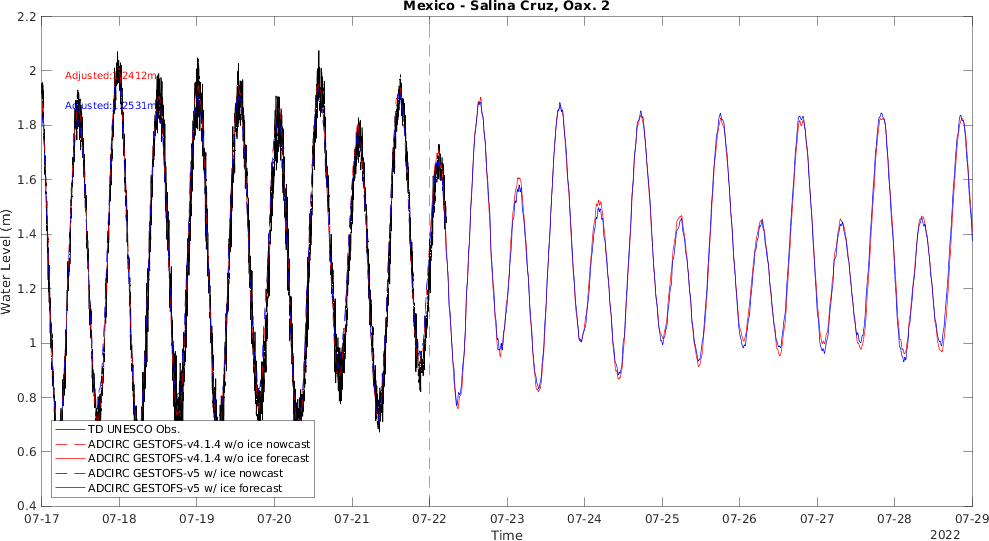 Mexico - Salina Cruz, Oax. 2
2.2
2
1.8
1.6
1.4
1.2
1
0.8
0.6
0.4
Water Level (m)
Adjusted:1.2412m
Adjusted:1.2531m
TD UNESCO Obs.
ADCIRC GESTOFS-v4.1.4 w/o ice nowcast
ADCIRC GESTOFS-v4.1.4 w/o ice forecast
ADCIRC GESTOFS-v5 w/ ice nowcast
ADCIRC GESTOFS-v5 w/ ice forecast
07-17 07-18 07-19 07-20 07-21 07-22 07-23 07-24 07-25 07-26 07-27 07-28 07-29
Time
2022